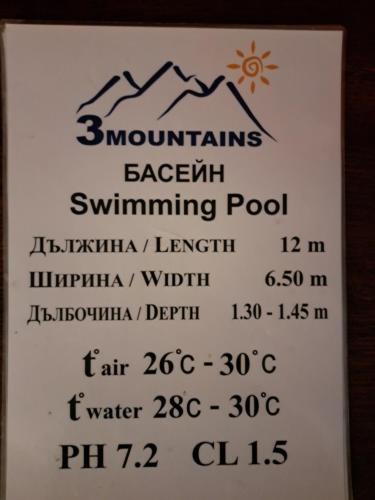 3MOUNTAINS
БАСЕЙН
Swimming Pool
ДЪЛЖИНА / LENGTH 12 m
ШИРИНА / WIDTH 6.50 m
ДЪЛБОЧИНА / DEPTH 1.30 - 1.45 m
t° air 26°C - 30°C
t° water 28°C - 30°C
PH 7.2 CL 1.5